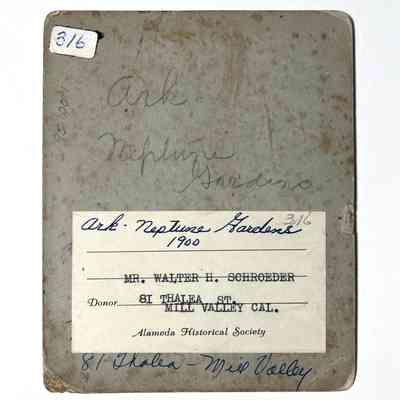 316
Ark
Neptune
Gardens
Ark - Neptune Gardens 316
1900
MR. WALTER H. SCHROEDER
81 THALEA ST.
Donor
MILL VALLEY CAL.
Alameda Historical Society
81 Thalea - Mill Valley